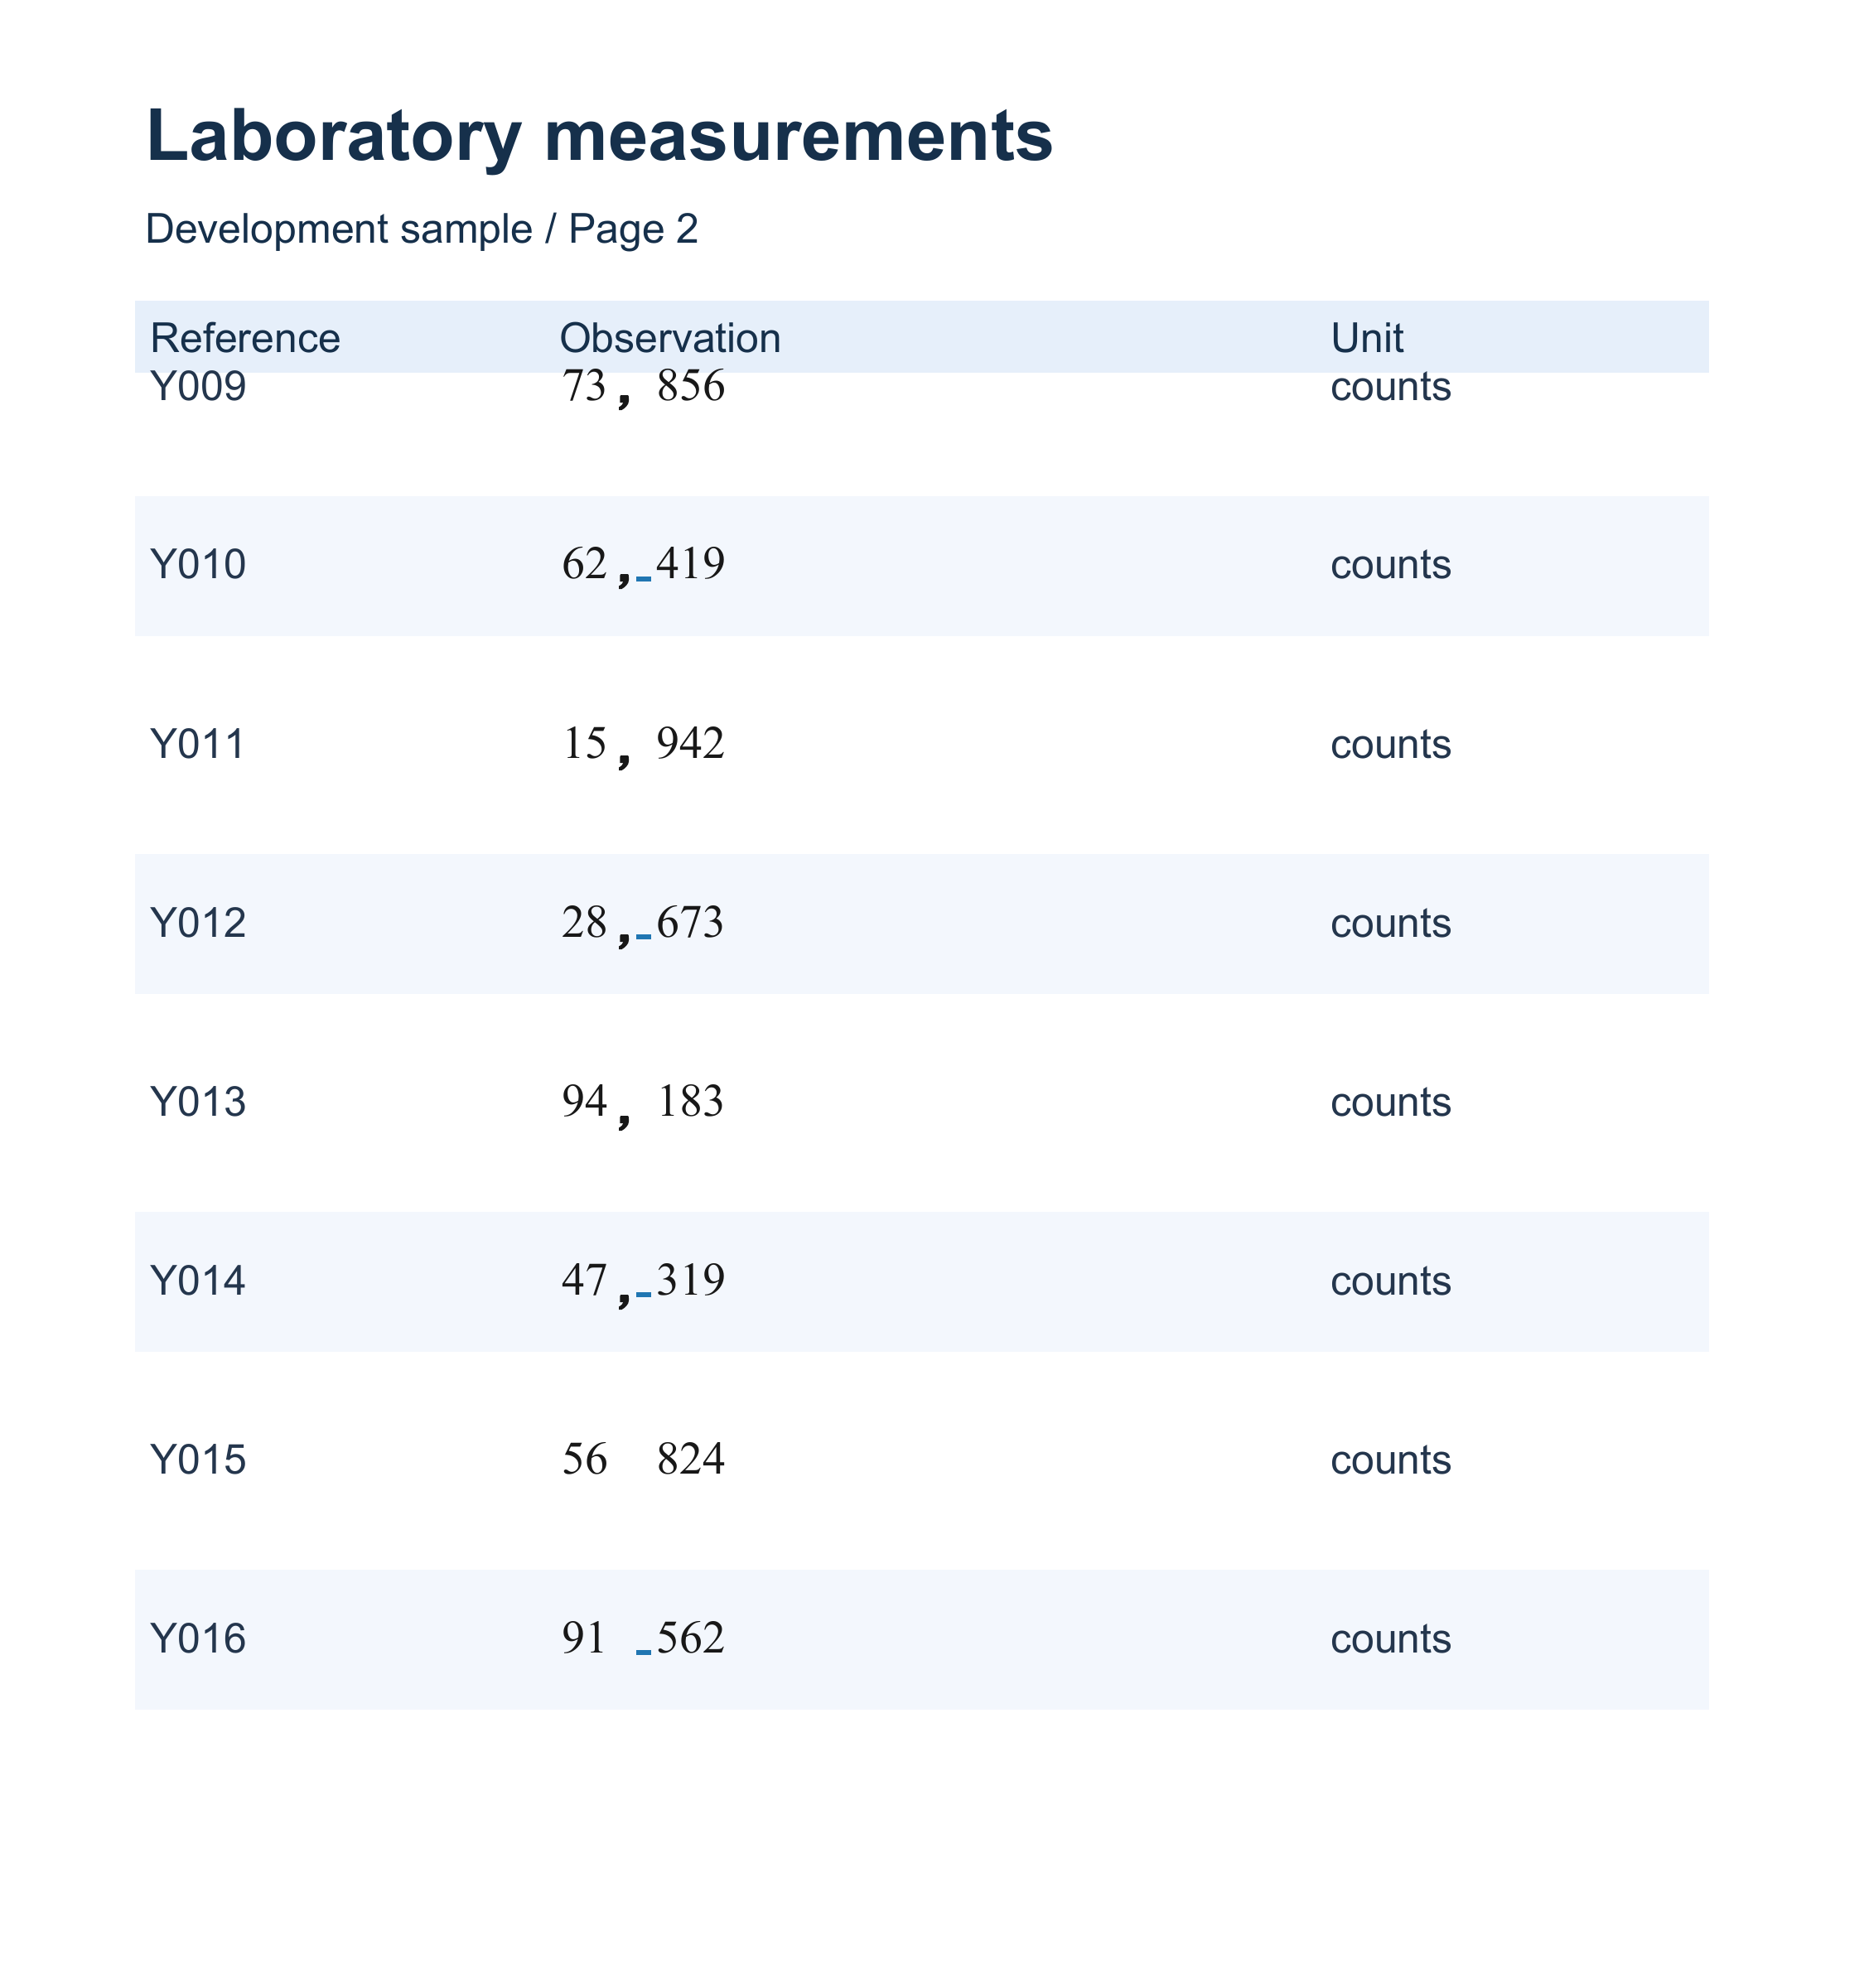 Laboratory measurements
Development sample / Page 2
Reference Observation Unit
Y009 73 , 856 counts
Y010 62 ,_419 counts
Y011 15 , 942 counts
Y012 28 ,_673 counts
Y013 94 , 183 counts
Y014 47 ,_319 counts
Y015 56 824 counts
Y016 91 _562 counts